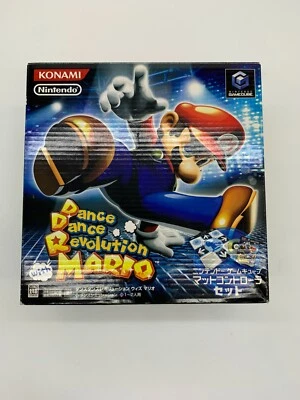 KONAMI
Nintendo
NINTENDO
GAMECUBE
Dance
Dance
Revolution
with MARIO
ニンテンドーゲームキューブ
マットコントローラ
セット